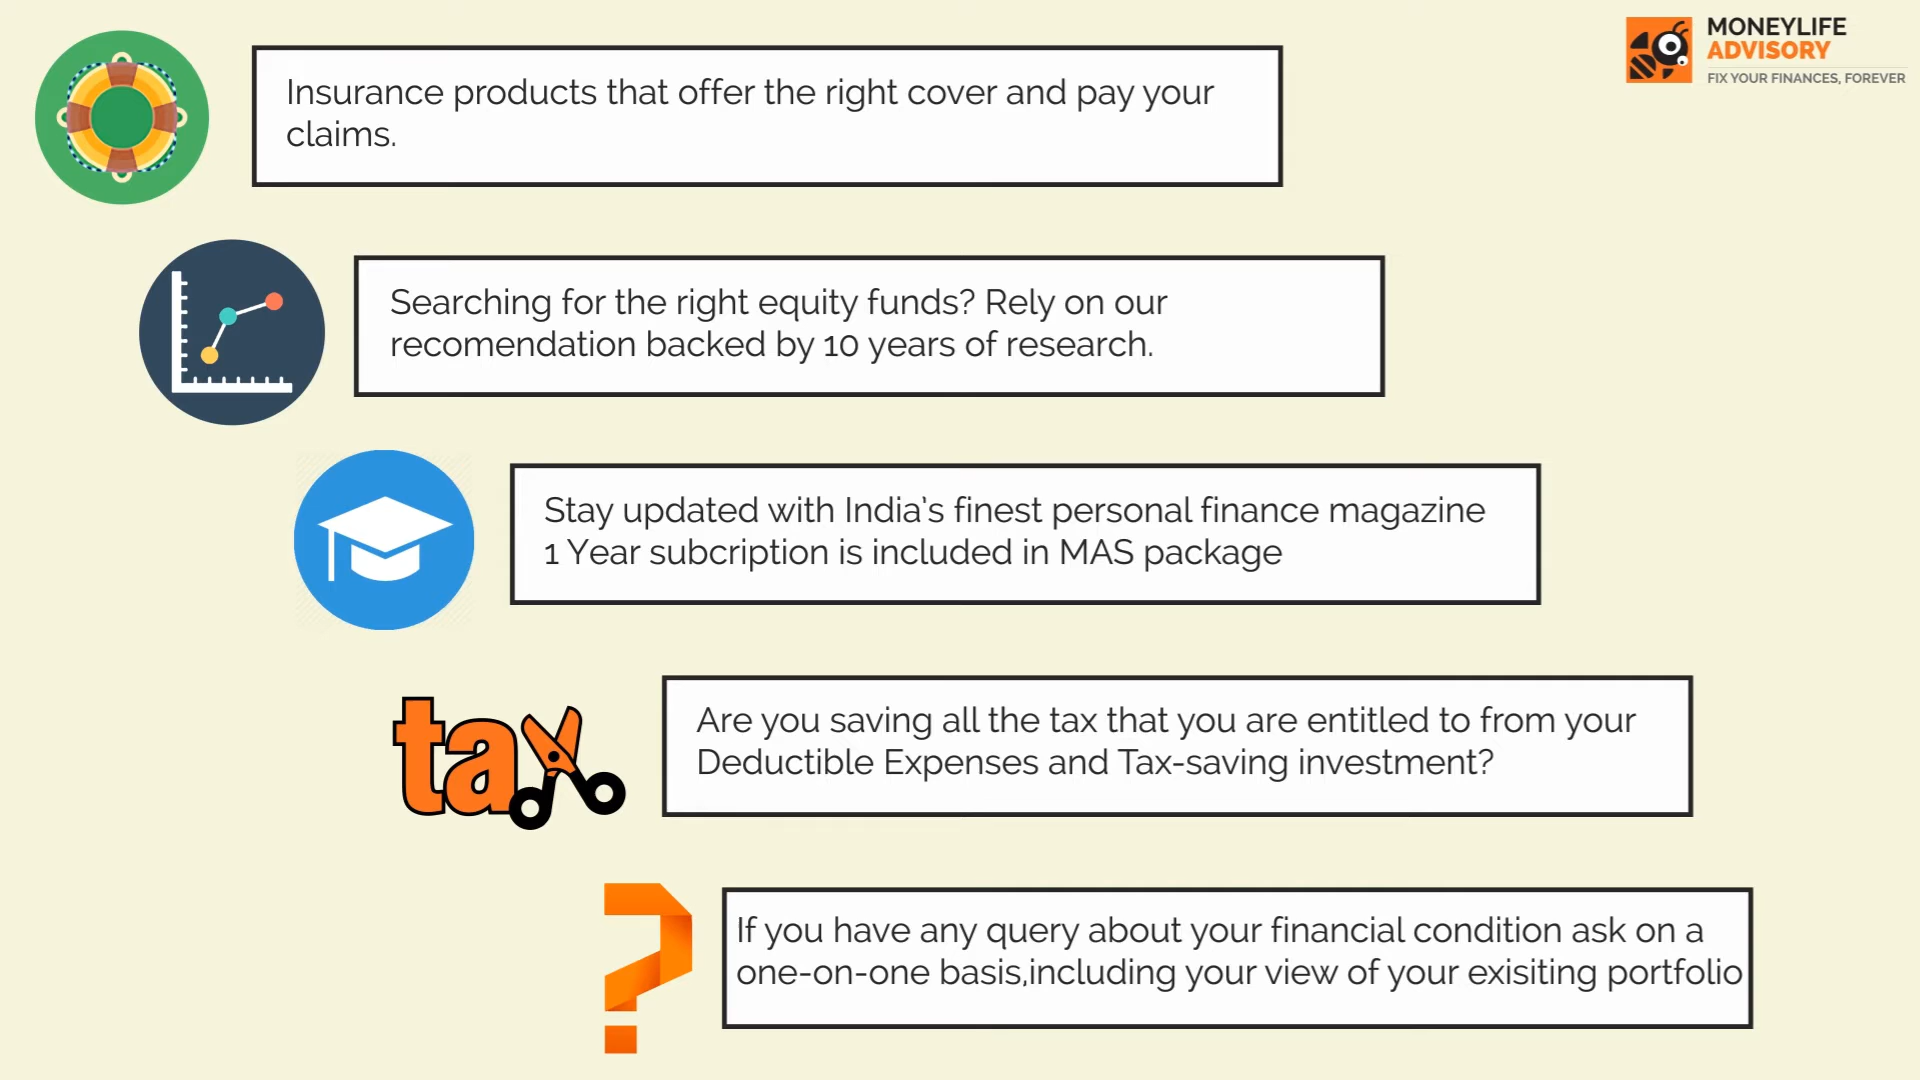 MONEYLIFE
ADVISORY
FIX YOUR FINANCES, FOREVER
Insurance products that offer the right cover and pay your
claims.
Searching for the right equity funds? Rely on our
recomendation backed by 10 years of research.
Stay updated with India's finest personal finance magazine
1 Year subcription is included in MAS package
tax
Are you saving all the tax that you are entitled to from your
Deductible Expenses and Tax-saving investment?
?
If you have any query about your financial condition ask on a
one-on-one basis,including your view of your exisiting portfolio